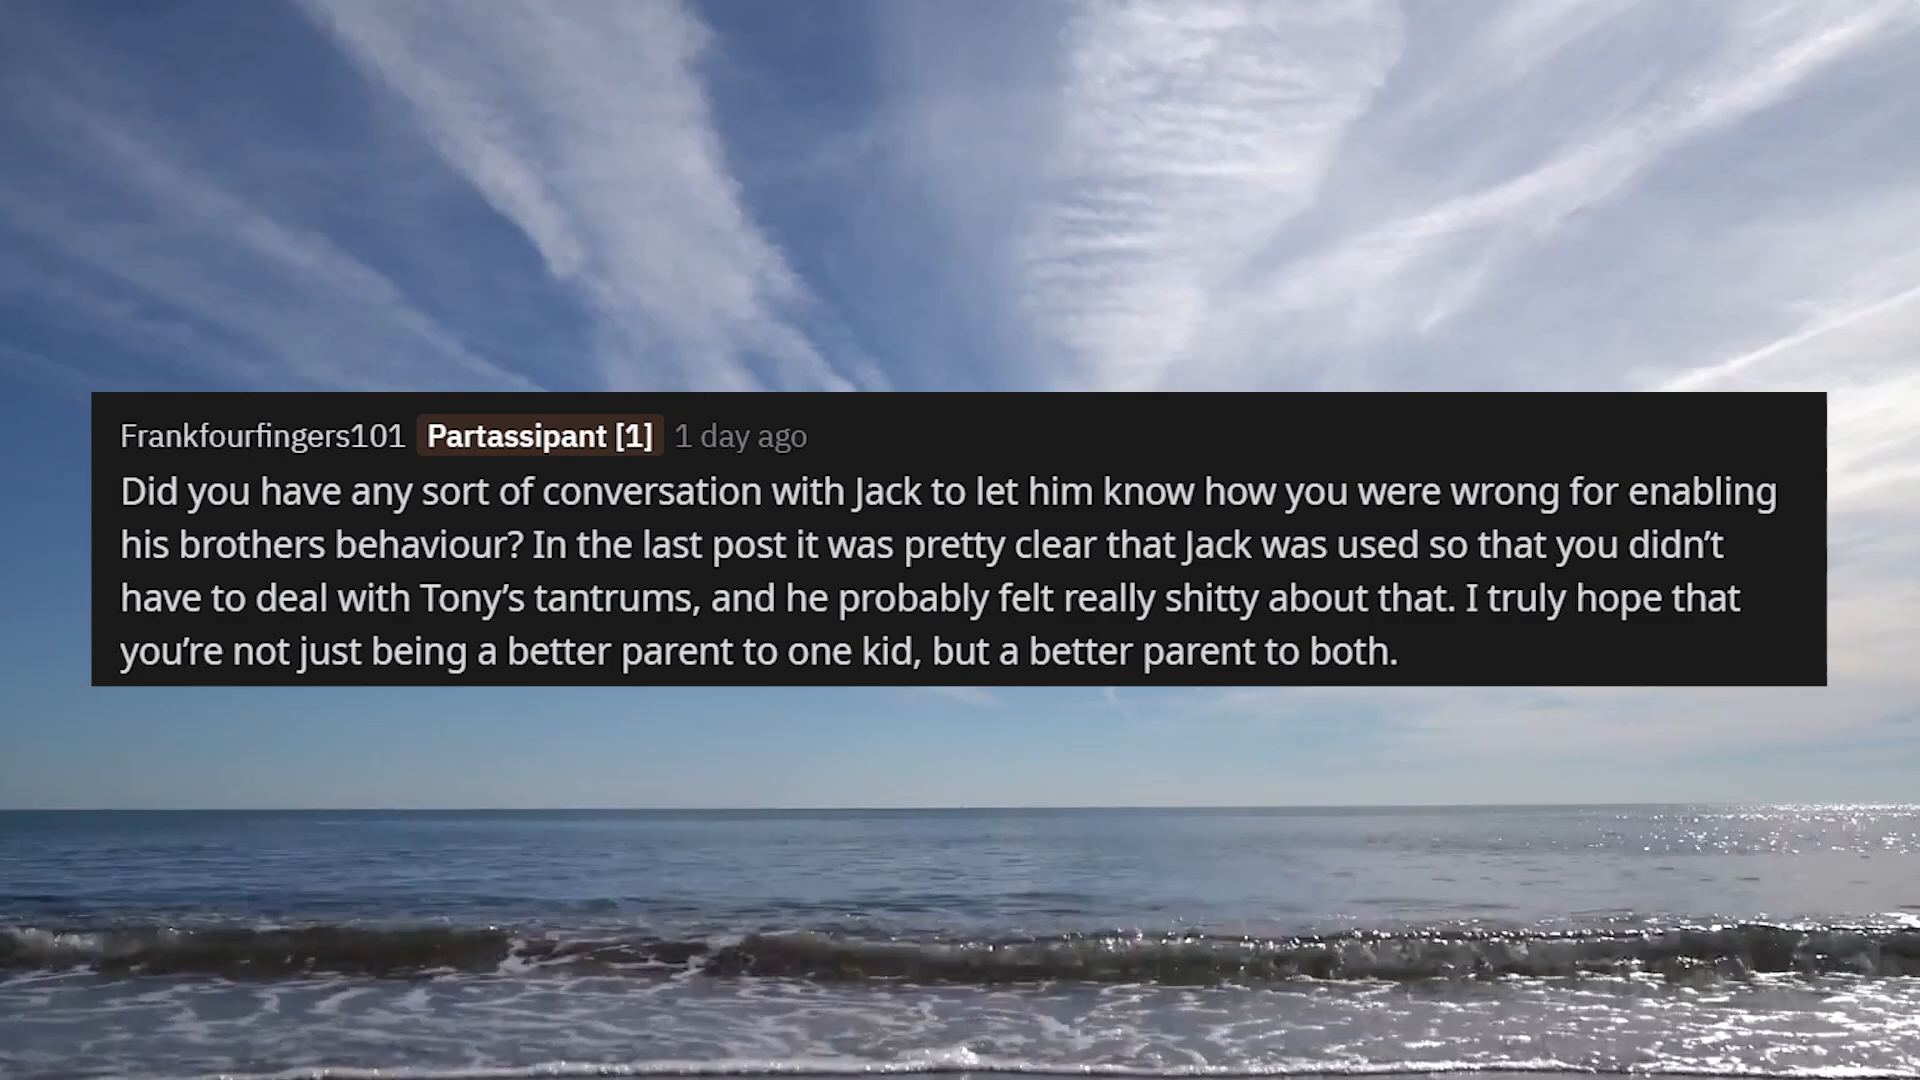 Frankfourfingers101 Partassipant [1] 1 day ago
Did you have any sort of conversation with Jack to let him know how you were wrong for enabling
his brothers behaviour? In the last post it was pretty clear that Jack was used so that you didn’t
have to deal with Tony’s tantrums, and he probably felt really shitty about that. I truly hope that
you’re not just being a better parent to one kid, but a better parent to both.